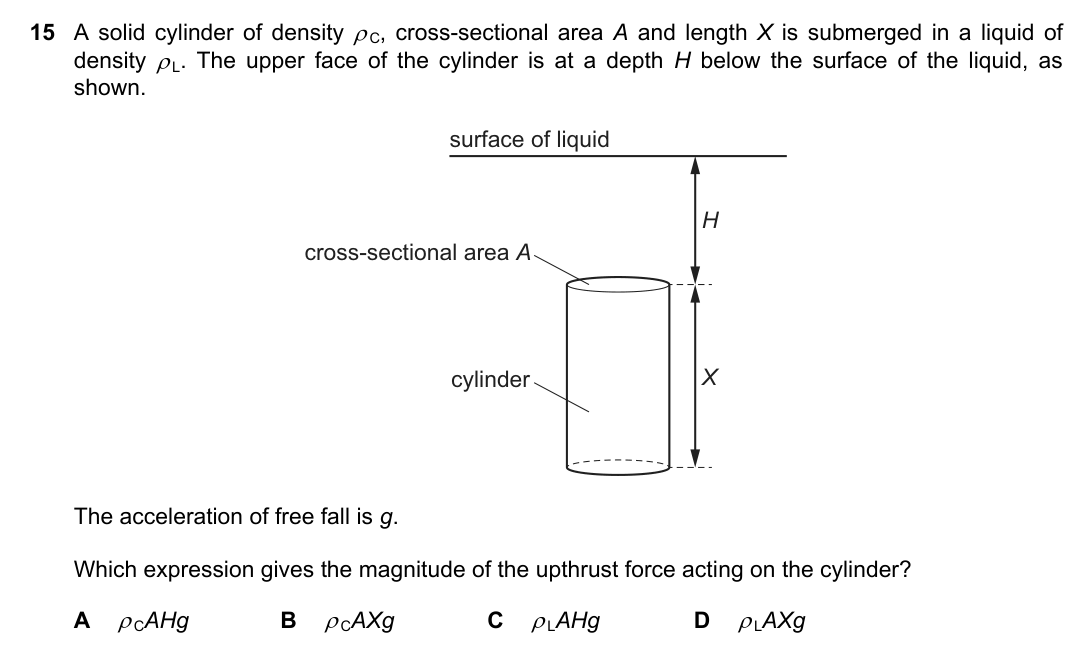 15 A solid cylinder of density ρC, cross-sectional area A and length X is submerged in a liquid of
density ρL. The upper face of the cylinder is at a depth H below the surface of the liquid, as
shown.
surface of liquid
H
cross-sectional area A
cylinder
X
The acceleration of free fall is g.
Which expression gives the magnitude of the upthrust force acting on the cylinder?
A ρCAHg B ρCAXg C ρLAHg D ρLAXg